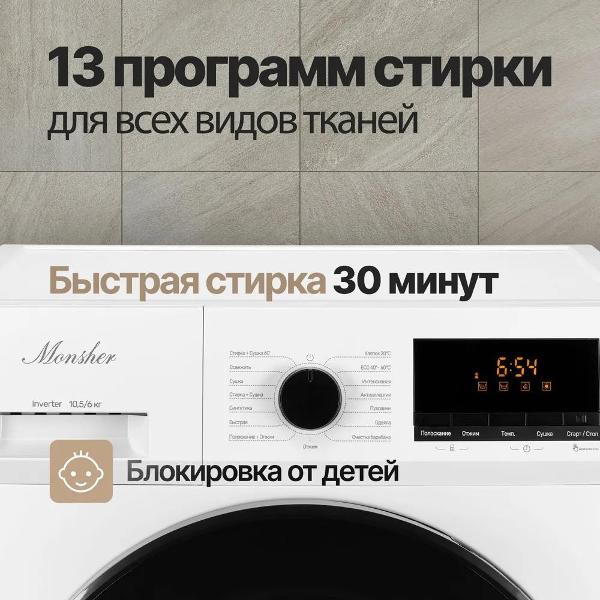 13 программ стирки
для всех видов тканей
Быстрая стирка 30 минут
Monsher
Inverter 10,5/6 кг
Стирка + Сушка 60'
Освежить
Сушка
Стирка + Сушка
Синтетика
Быстрая
Полоскание + Отжим
Отжим
Хлопок 20°C
ECO 40°- 60°C
Интенсивная
Антиаллергия
Пуховики
Одеяла
Очистка барабана
6:54
Полоскание Отжим Темп. Сушка Старт / Стоп
Блокировка от детей